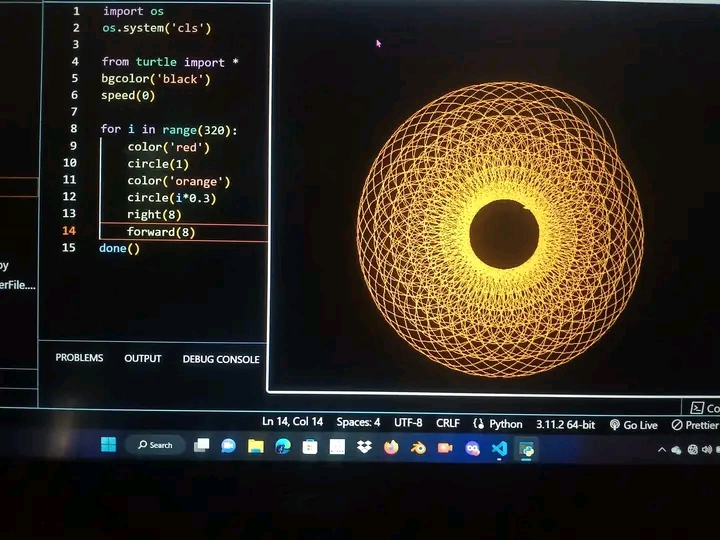 1 import os
2 os.system('cls')
3
4 from turtle import *
5 bgcolor('black')
6 speed(0)
7
8 for i in range(320):
9 color('red')
10 circle(1)
11 color('orange')
12 circle(i*0.3)
13 right(8)
14 forward(8)
15 done()
py
erFile....
PROBLEMS OUTPUT DEBUG CONSOLE
Co
Ln 14, Col 14 Spaces: 4 UTF-8 CRLF Python 3.11.2 64-bit Go Live Prettier
Search